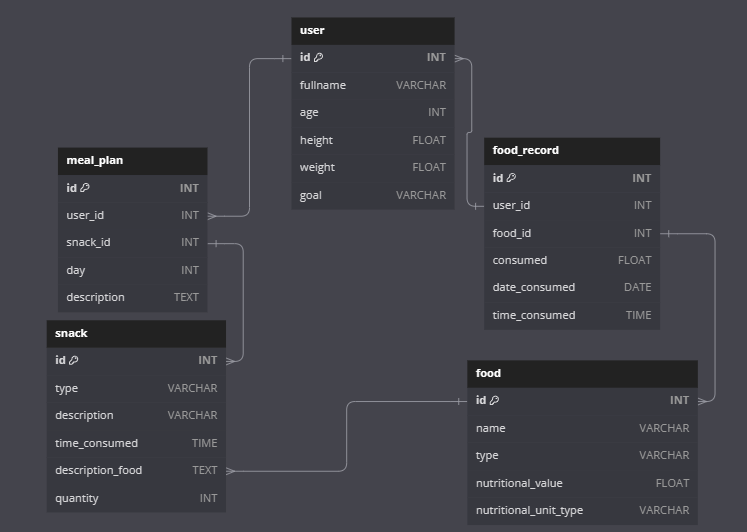 user
id INT
fullname VARCHAR
age INT
height FLOAT
weight FLOAT
goal VARCHAR
meal_plan
id INT
user_id INT
snack_id INT
day INT
description TEXT
food_record
id INT
user_id INT
food_id INT
consumed FLOAT
date_consumed DATE
time_consumed TIME
snack
id INT
type VARCHAR
description VARCHAR
time_consumed TIME
description_food TEXT
quantity INT
food
id INT
name VARCHAR
type VARCHAR
nutritional_value FLOAT
nutritional_unit_type VARCHAR